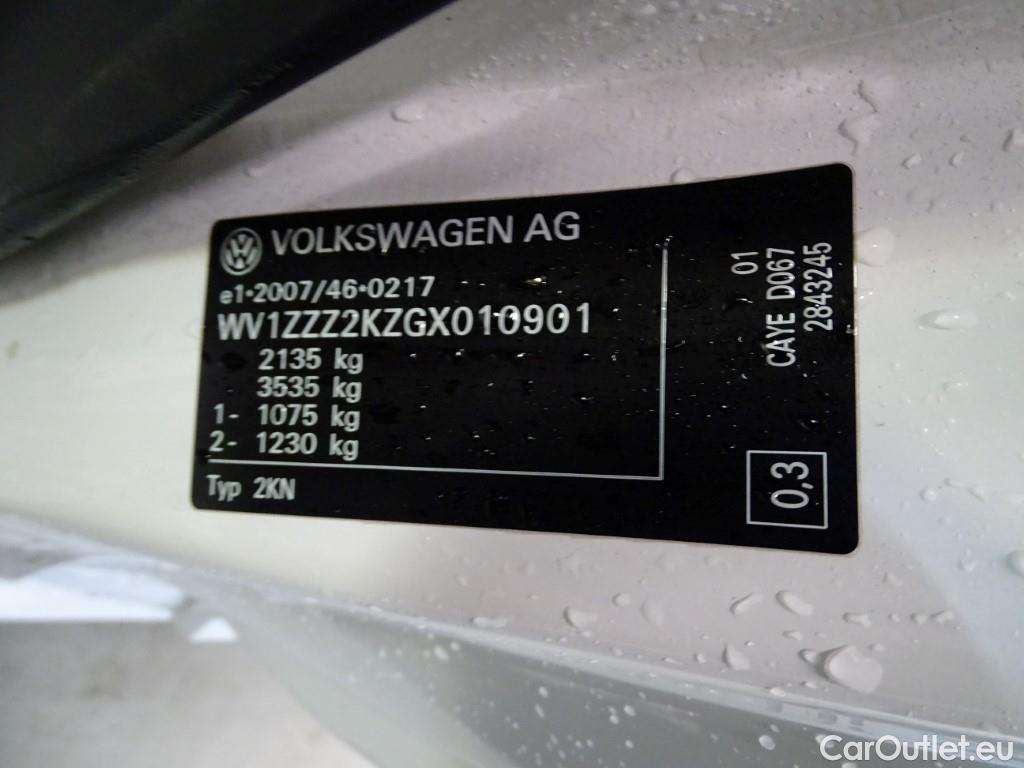 VOLKSWAGEN AG
e1*2007/46*0217
WV1ZZZ2KZGX010901
2135 kg
3535 kg
1- 1075 kg
2- 1230 kg
Typ 2KN
01
CAYE D067
2843245
0,3
CarOutlet.eu